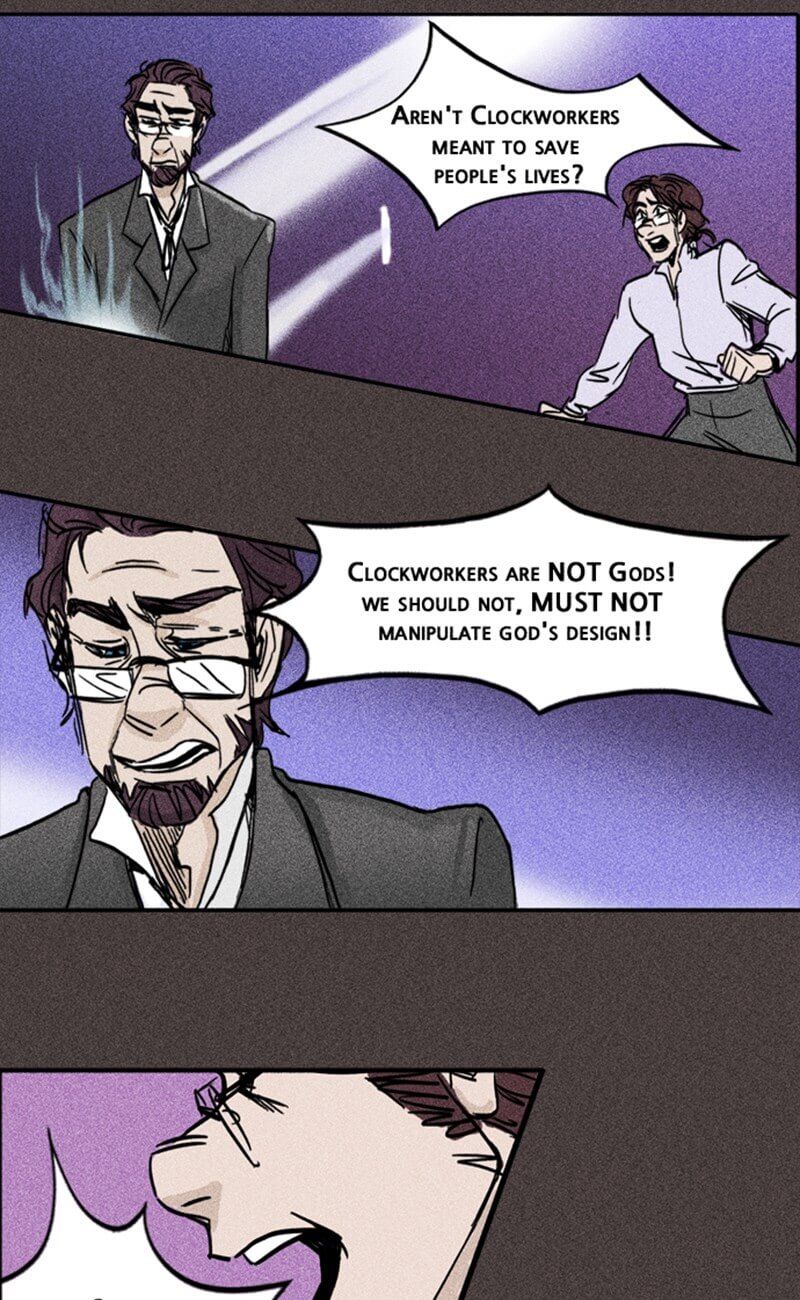 Aren't Clockworkers
meant to save
people's lives?
Clockworkers are NOT Gods!
we should not, MUST NOT
manipulate god's design!!